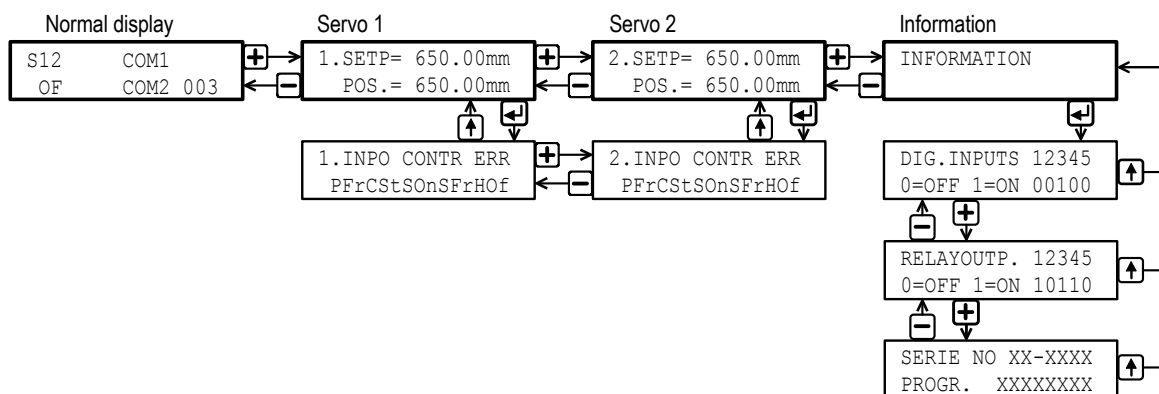 Normal display
Servo 1
Servo 2
Information
S12 COM1
OF COM2 003
1.SETP= 650.00mm
POS.= 650.00mm
2.SETP= 650.00mm
POS.= 650.00mm
INFORMATION
1.INPO CONTR ERR
PFrCStSOnSFrHOf
2.INPO CONTR ERR
PFrCStSOnSFrHOf
DIG.INPUTS 12345
0=OFF 1=ON 00100
RELAYOUTP. 12345
0=OFF 1=ON 10110
SERIE NO XX-XXXX
PROGR. XXXXXXXX